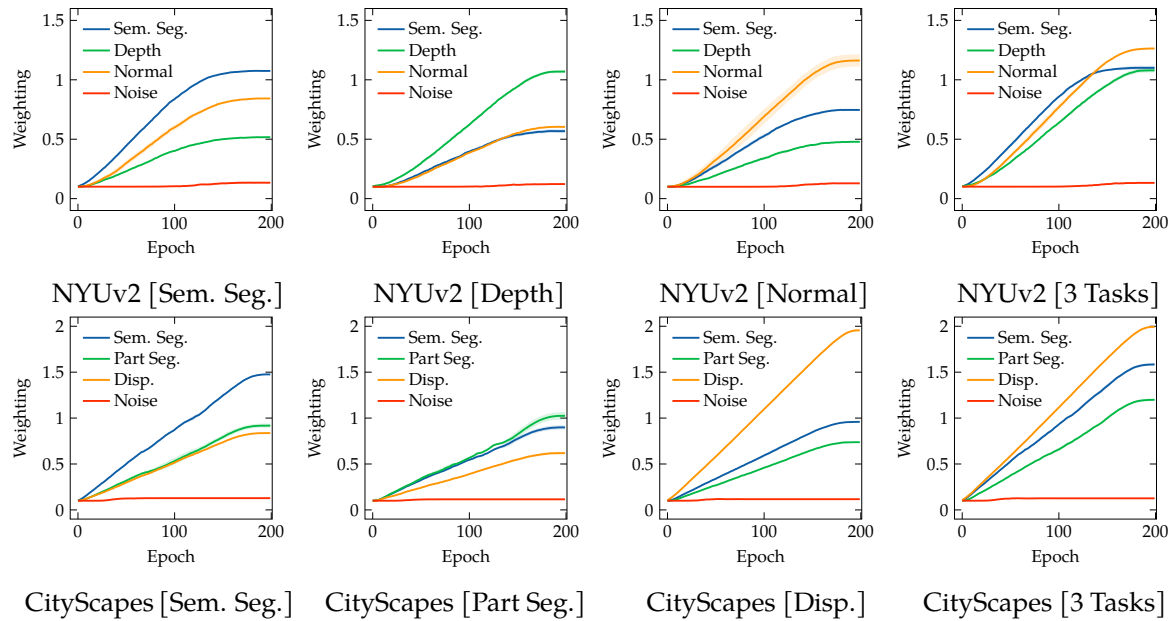 1.5
1
0.5
0
Weighting
Sem. Seg.
Depth
Normal
Noise
0 100 200
Epoch
NYUv2 [Sem. Seg.]
1.5
1
0.5
0
Weighting
Sem. Seg.
Depth
Normal
Noise
0 100 200
Epoch
NYUv2 [Depth]
1.5
1
0.5
0
Weighting
Sem. Seg.
Depth
Normal
Noise
0 100 200
Epoch
NYUv2 [Normal]
1.5
1
0.5
0
Weighting
Sem. Seg.
Depth
Normal
Noise
0 100 200
Epoch
NYUv2 [3 Tasks]
2
1.5
1
0.5
0
Weighting
Sem. Seg.
Part Seg.
Disp.
Noise
0 100 200
Epoch
CityScapes [Sem. Seg.]
2
1.5
1
0.5
0
Weighting
Sem. Seg.
Part Seg.
Disp.
Noise
0 100 200
Epoch
CityScapes [Part Seg.]
2
1.5
1
0.5
0
Weighting
Sem. Seg.
Part Seg.
Disp.
Noise
0 100 200
Epoch
CityScapes [Disp.]
2
1.5
1
0.5
0
Weighting
Sem. Seg.
Part Seg.
Disp.
Noise
0 100 200
Epoch
CityScapes [3 Tasks]